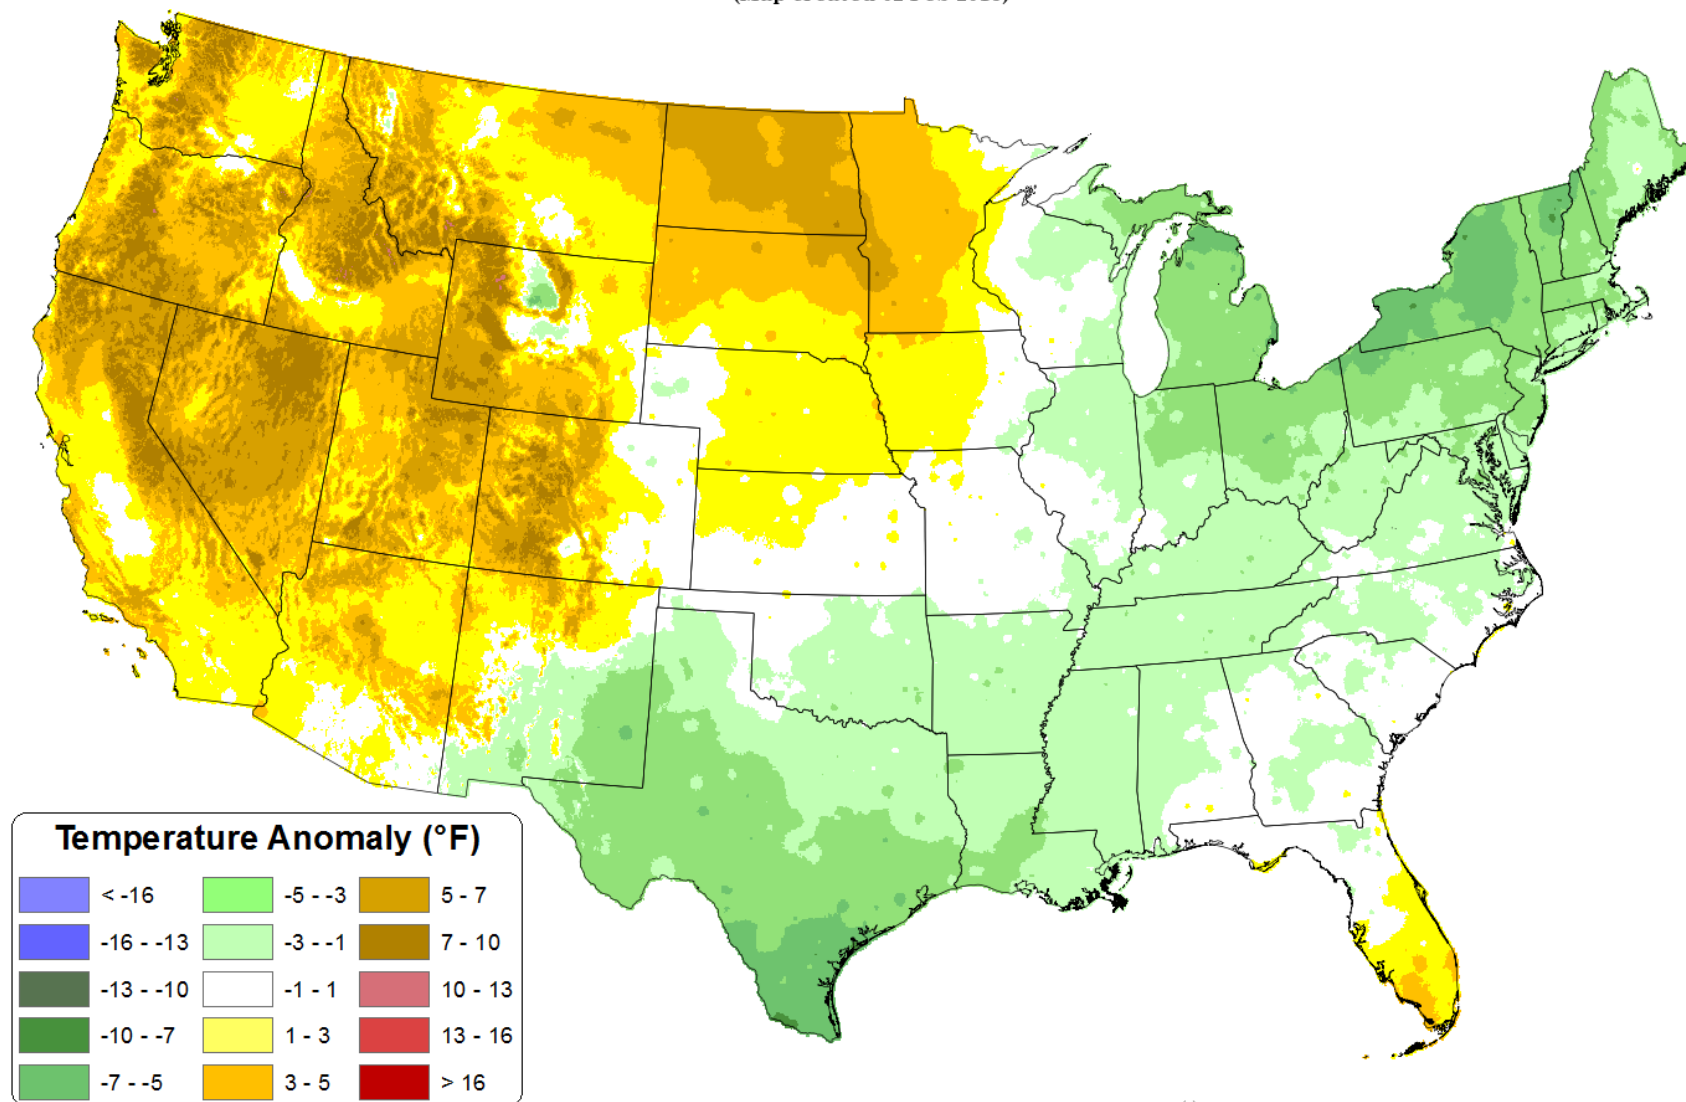 Temperature Anomaly (°F)
< -16 -5 - -3 5 - 7
-16 - -13 -3 - -1 7 - 10
-13 - -10 -1 - 1 10 - 13
-10 - -7 1 - 3 13 - 16
-7 - -5 3 - 5 > 16